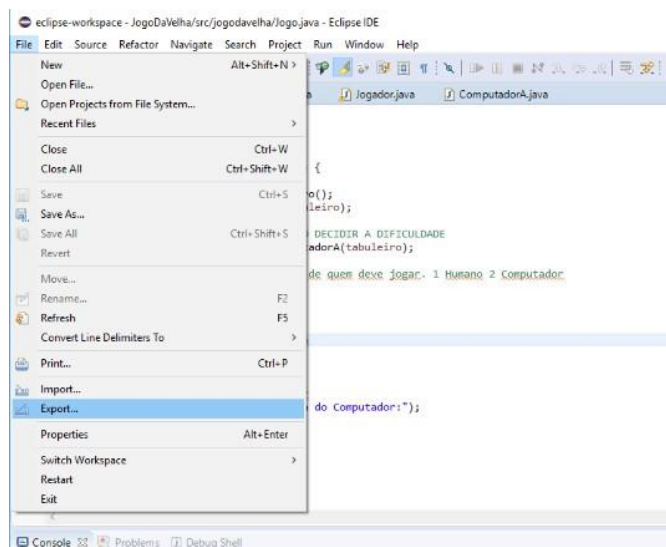 eclipse-workspace - JogoDaVelha/src/jogodavelha/Jogo.java - Eclipse IDE
File Edit Source Refactor Navigate Search Project Run Window Help
New Alt+Shift+N >
Open File...
Open Projects from File System...
Recent Files >
Close Ctrl+W
Close All Ctrl+Shift+W
Save Ctrl+S
Save As...
Save All Ctrl+Shift+S
Revert
Move...
Rename... F2
Refresh F5
Convert Line Delimiters To >
Print... Ctrl+P
Import...
Export...
Properties Alt+Enter
Switch Workspace >
Restart
Exit
a Jogador.java ComputadorA.java
{
o();
leiro);
DECIDIR A DIFICULDADE
adorA(tabuleiro);
de quem deve jogar. 1 Humano 2 Computador
do Computador:");
Console Problems Debug Shell